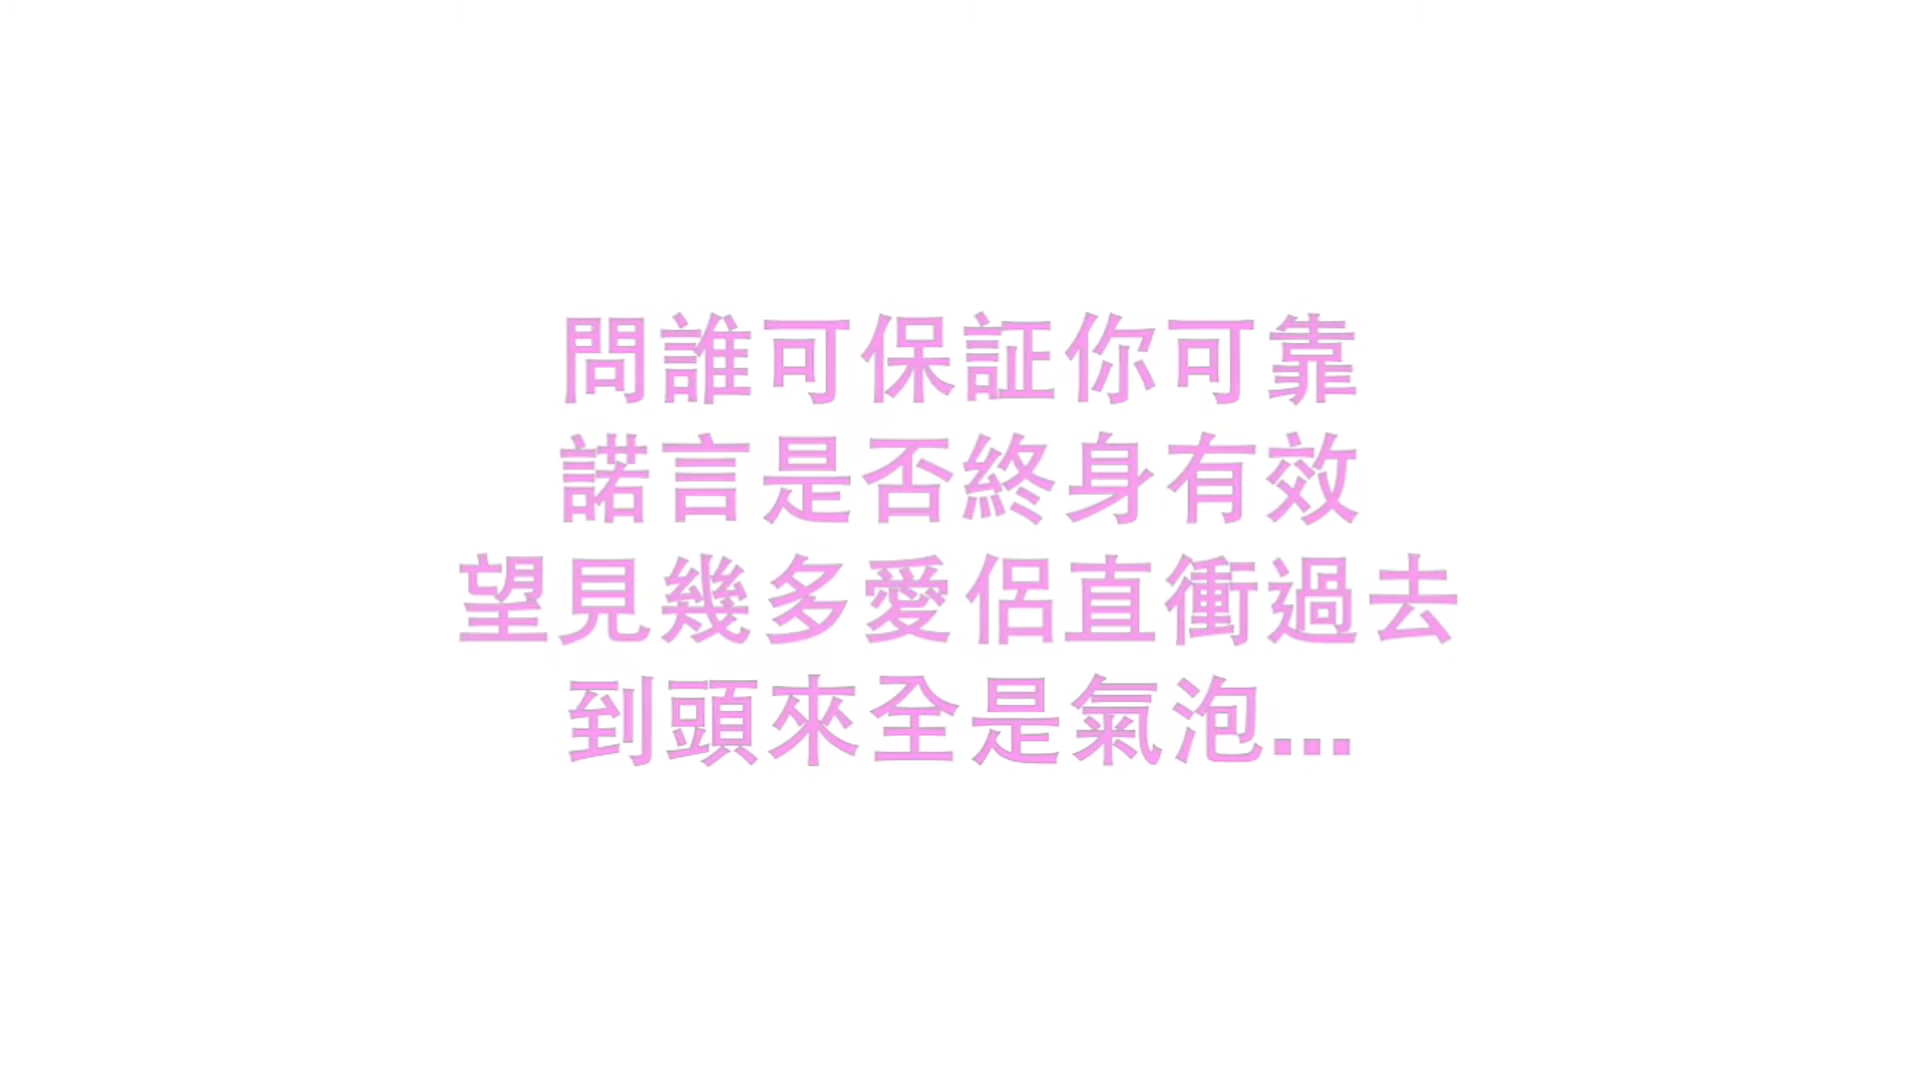 問誰可保証你可靠
諾言是否終身有效
望見幾多愛侶直衝過去
到頭來全是氣泡...